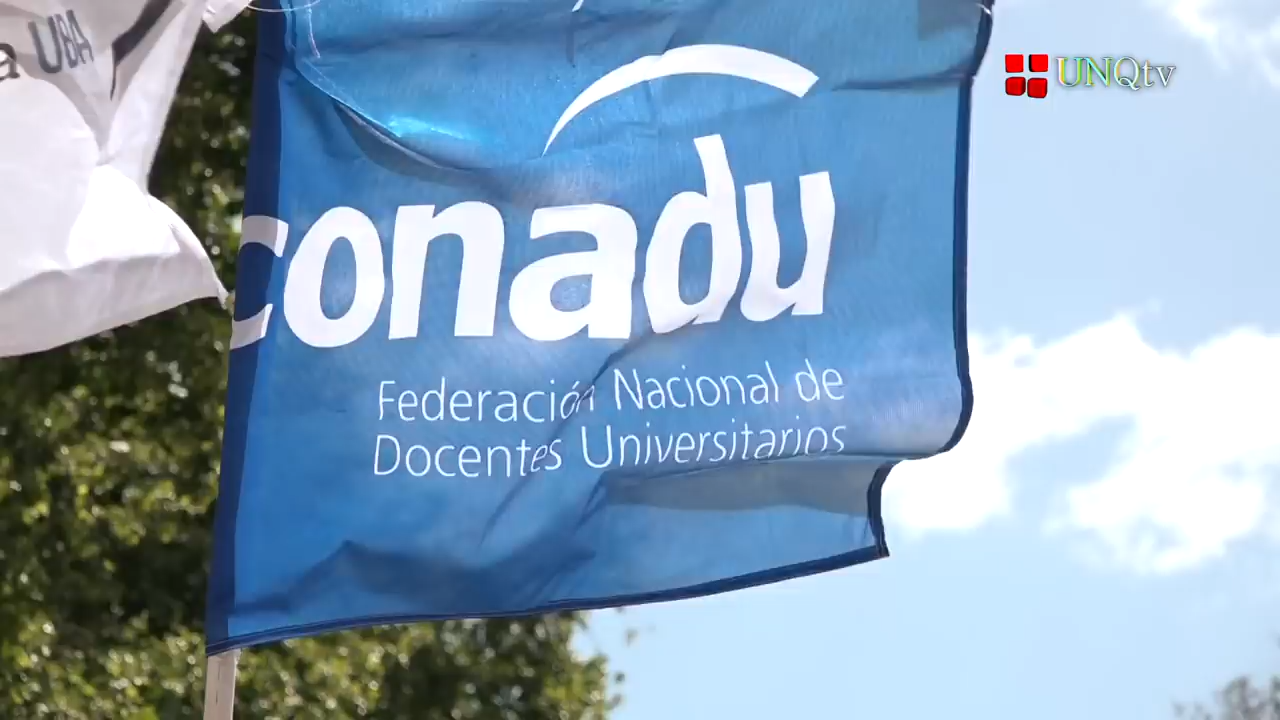 a UBA
UNQtv
conadu
Federación Nacional de
Docentes Universitarios